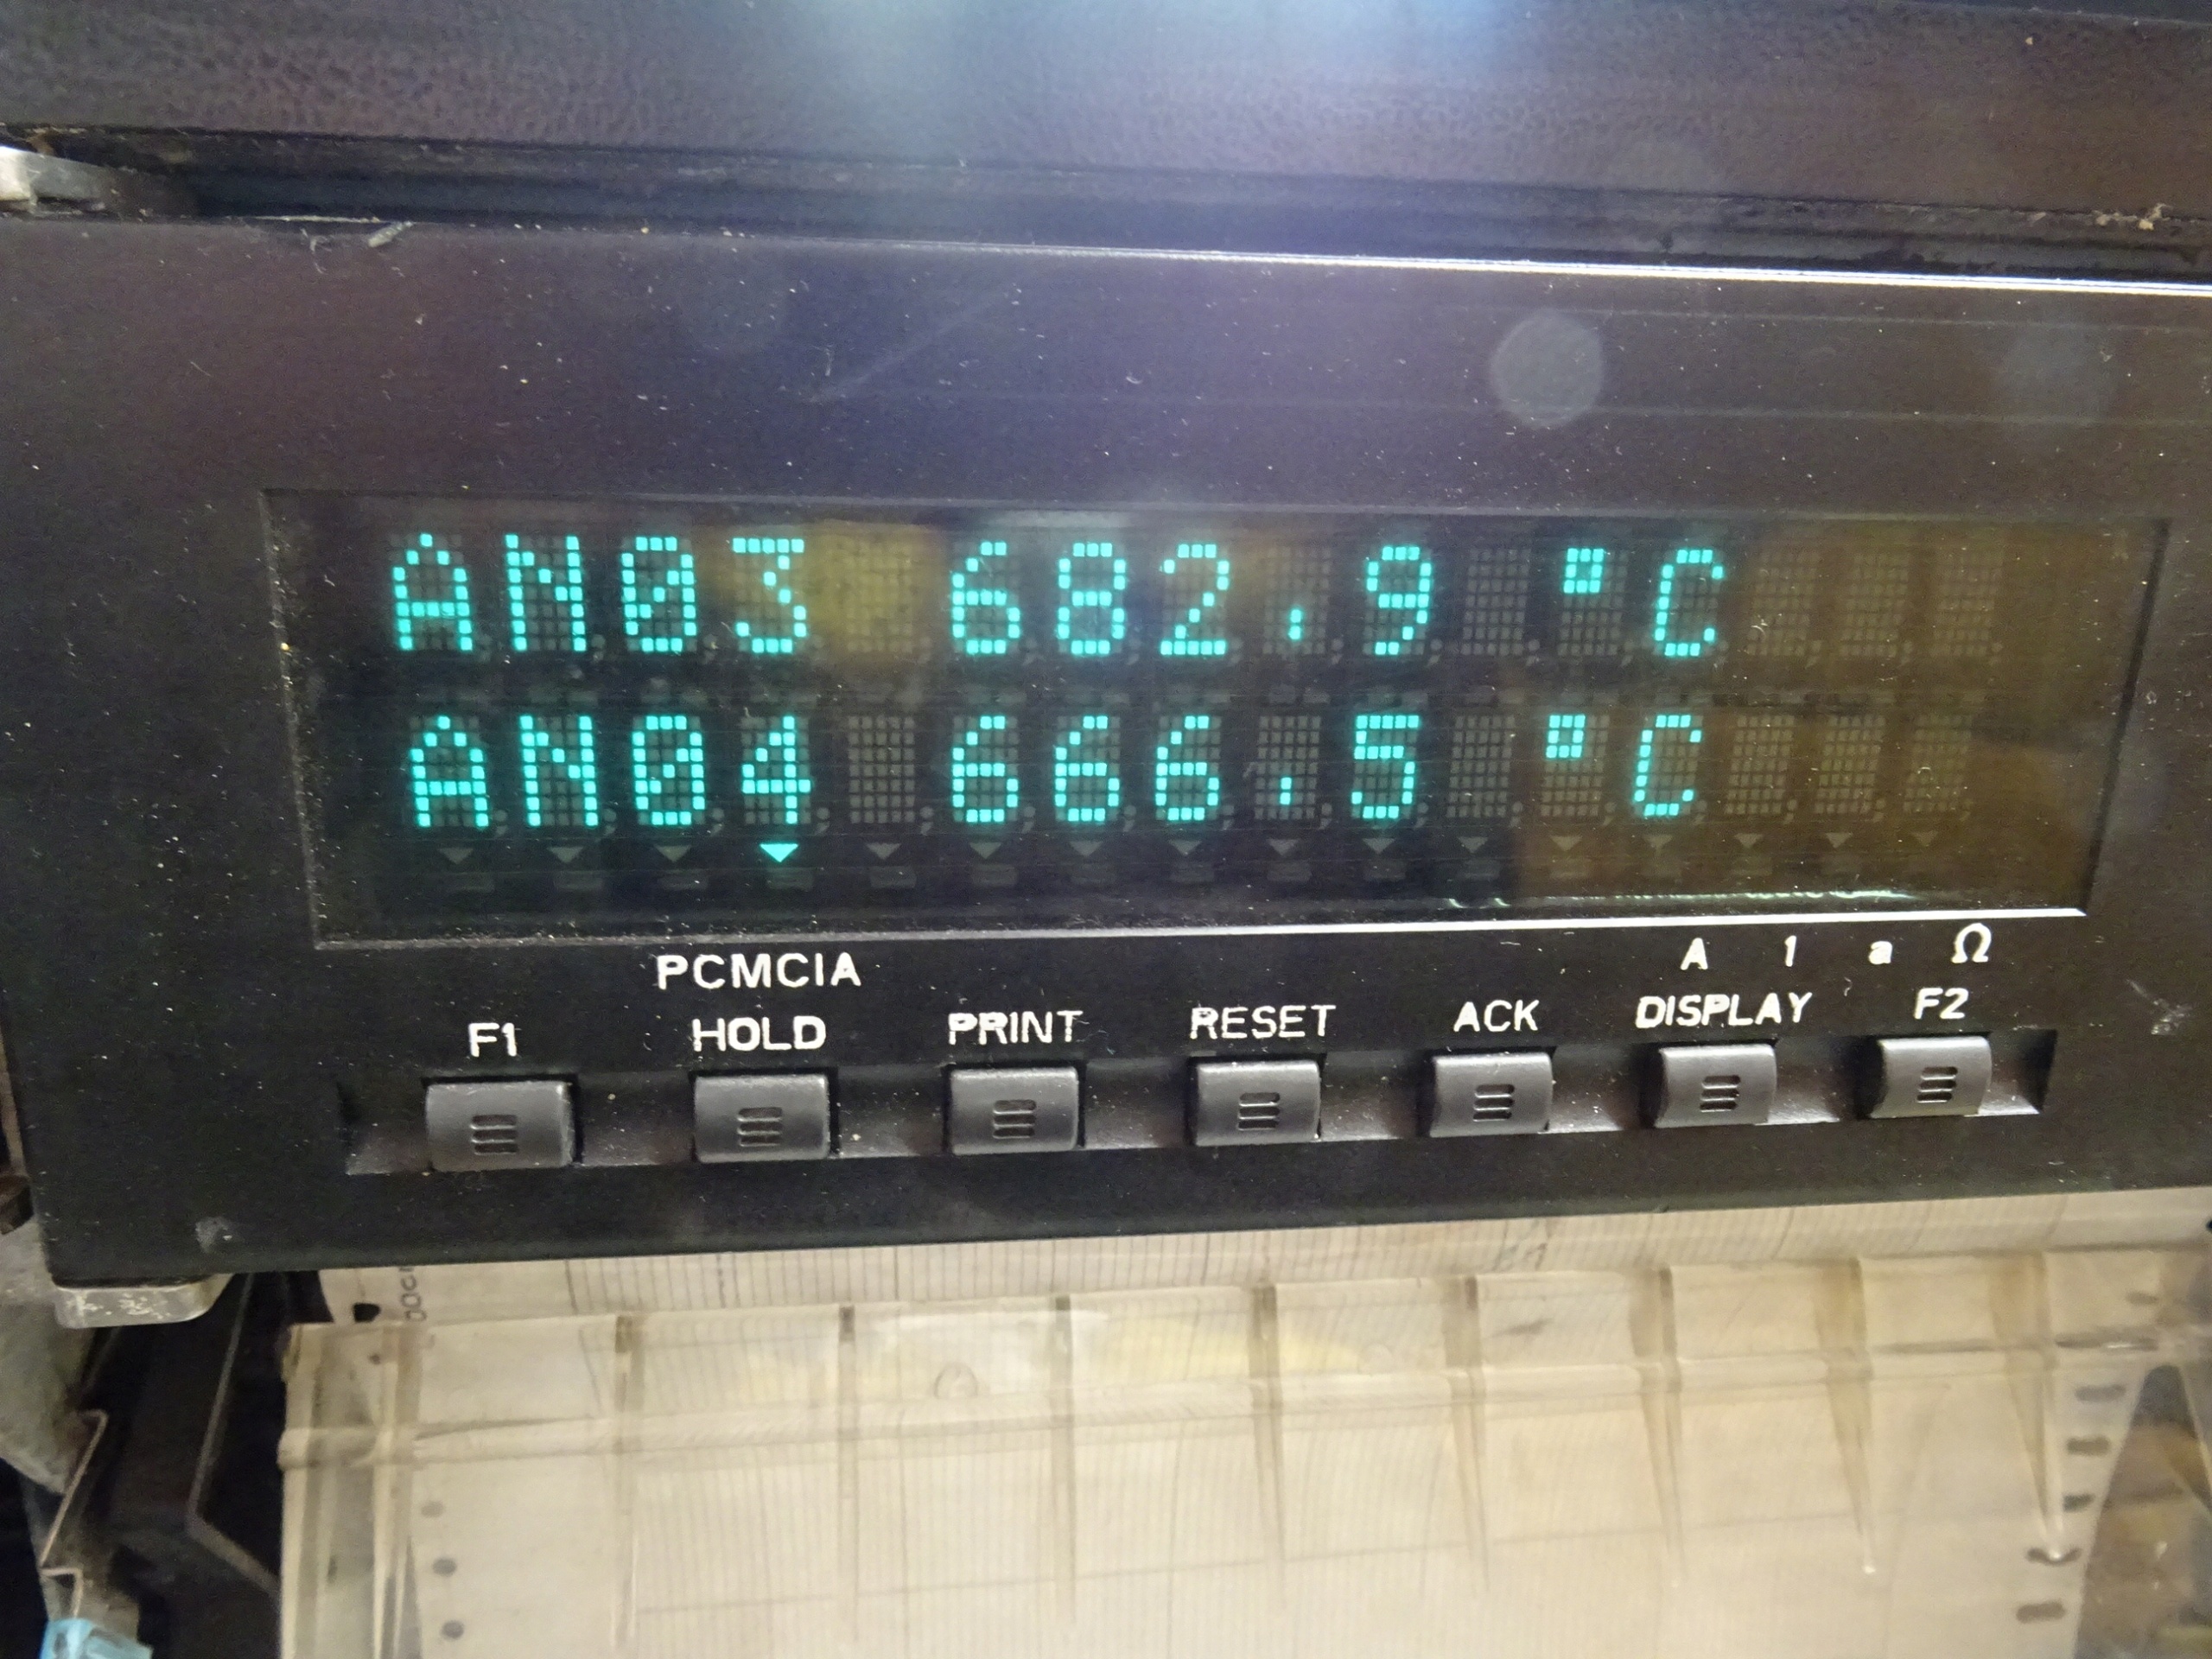 AN03 682.9 °C
AN04 666.5 °C
A 1 a Ω
PCMCIA
F1 HOLD PRINT RESET ACK DISPLAY F2